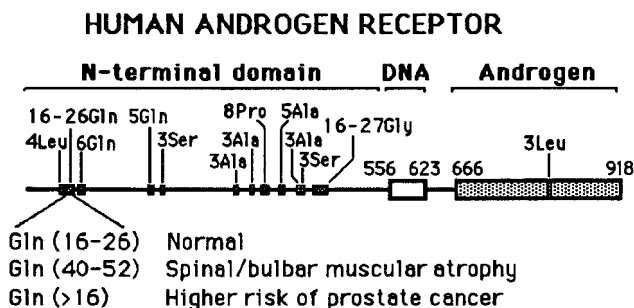 HUMAN ANDROGEN RECEPTOR
N-terminal domain DNA Androgen
8Pro 5Ala
16-26Gln 5Gln 16-27Gly
4Leu 6Gln 3Ser 3Ala 3Ala 3Leu
3Ala 3Ser 556 623 666 918
Gln (16-26) Normal
Gln (40-52) Spinal/bulbar muscular atrophy
Gln (>16) Higher risk of prostate cancer